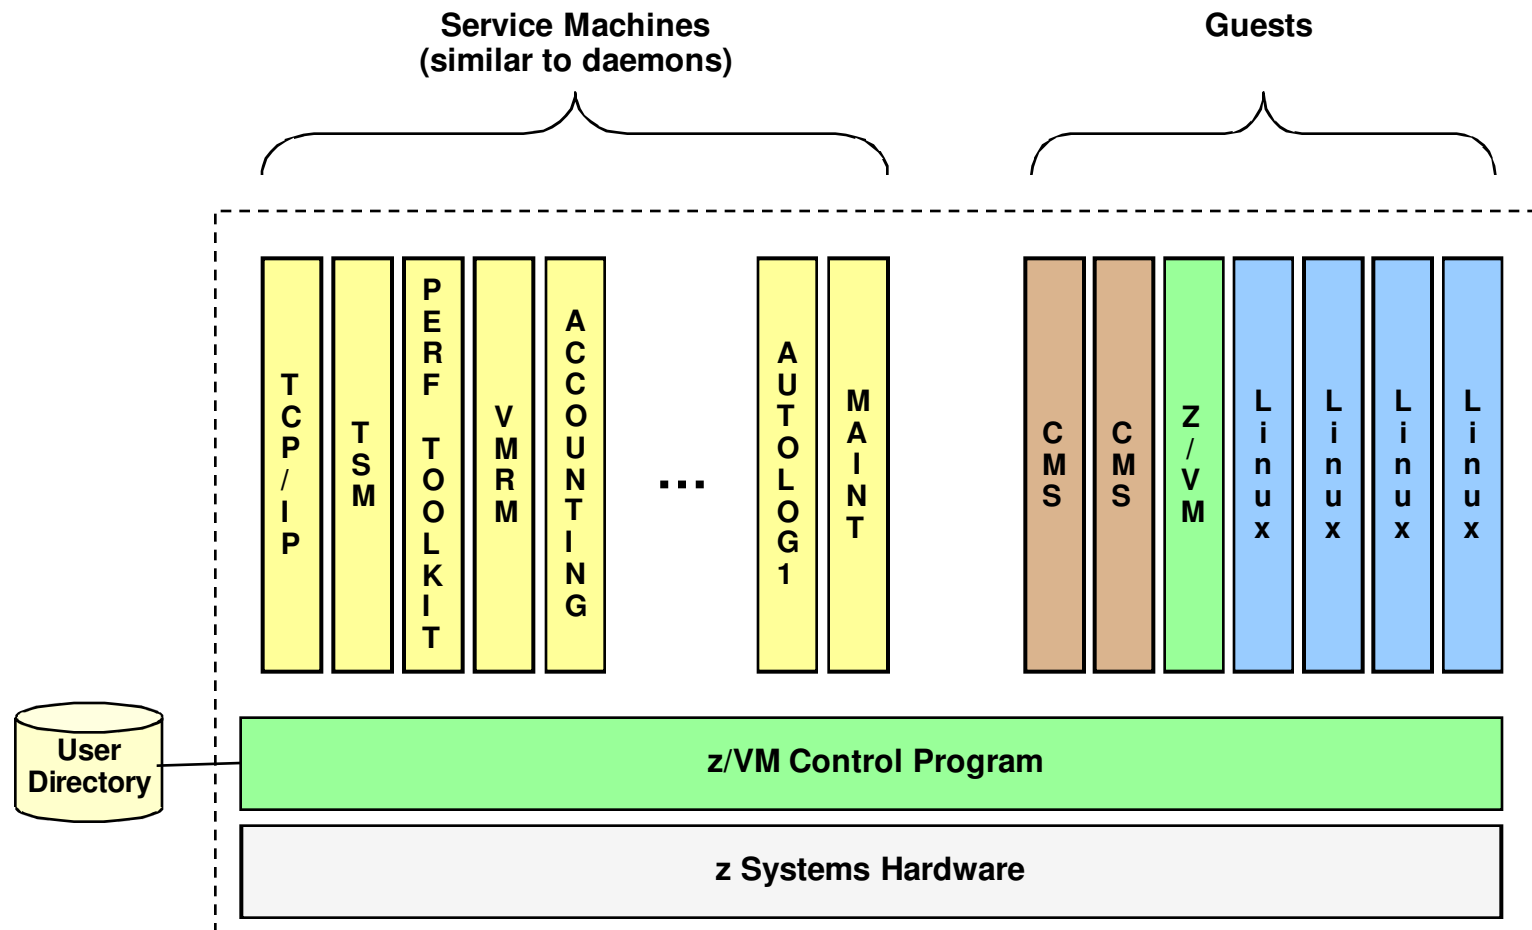 Service Machines
(similar to daemons)
Guests
TCP/IP
TSM
PERF TOOLKIT
VMRM
ACCOUNTING
...
AUTOLOG1
MAINT
CMS
CMS
Z/VM
Linux
Linux
Linux
Linux
User
Directory
z/VM Control Program
z Systems Hardware